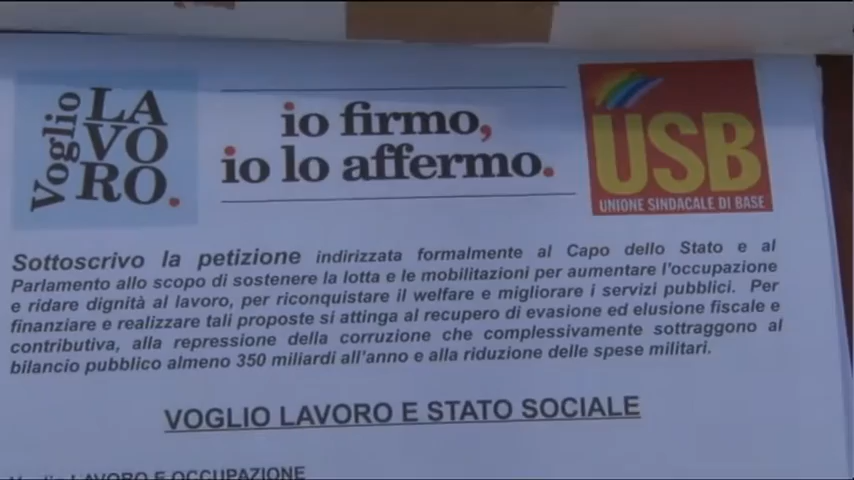 Voglio
LA
VO
RO.
io firmo,
io lo affermo.
USB
UNIONE SINDACALE DI BASE
Sottoscrivo la petizione indirizzata formalmente al Capo dello Stato e al
Parlamento allo scopo di sostenere la lotta e le mobilitazioni per aumentare l'occupazione
e ridare dignità al lavoro, per riconquistare il welfare e migliorare i servizi pubblici. Per
finanziare e realizzare tali proposte si attinga al recupero di evasione ed elusione fiscale e
contributiva, alla repressione della corruzione che complessivamente sottraggono al
bilancio pubblico almeno 350 miliardi all'anno e alla riduzione delle spese militari.
VOGLIO LAVORO E STATO SOCIALE
LAVORO E OCCUPAZIONE